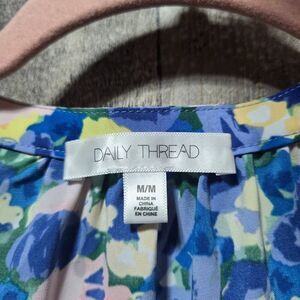 DAILY THREAD
M/M
MADE IN
CHINA
FABRIQUÉ
EN CHINE